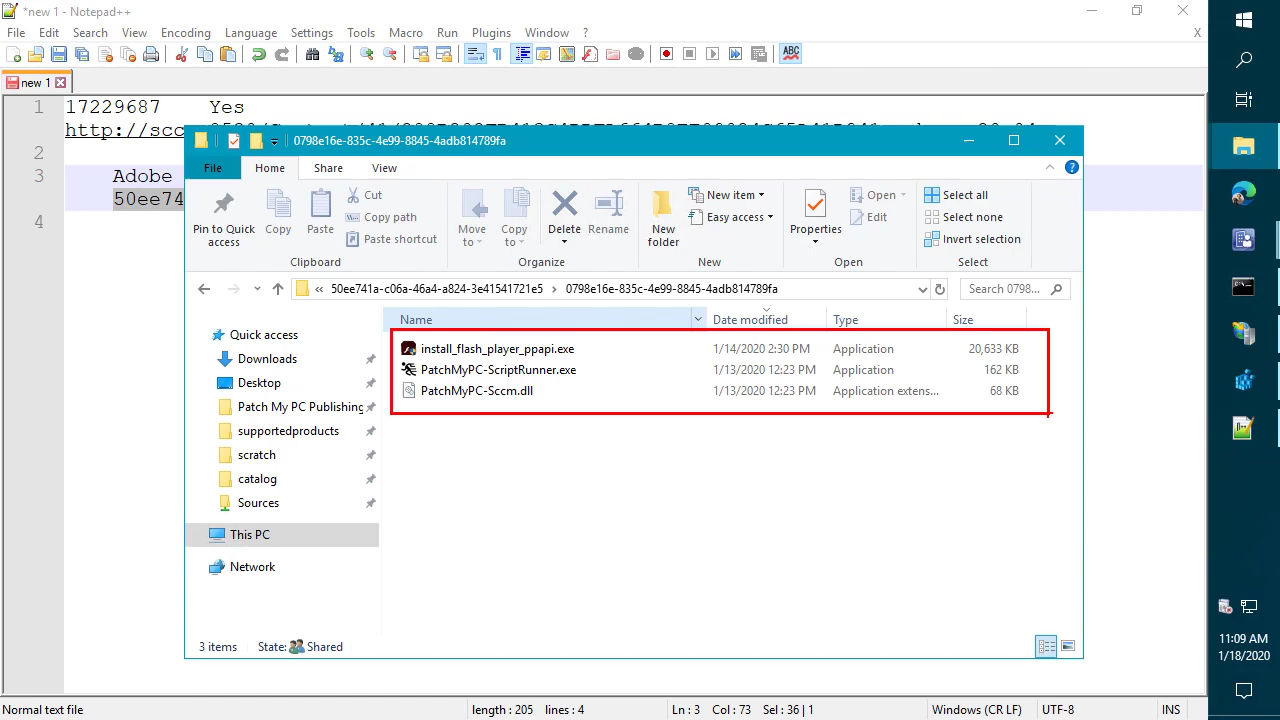 *new 1 - Notepad++
File Edit Search View Encoding Language Settings Tools Macro Run Plugins Window ? X
ABC
new 1
1 17229687 Yes
http://scc
2
3 Adobe
50ee74
4
0798e16e-835c-4e99-8845-4adb814789fa
File Home Share View
Pin to Quick access
Copy
Paste
Cut
Copy path
Paste shortcut
Clipboard
Move to
Copy to
Delete
Rename
Organize
New folder
New item
Easy access
New
Properties
Open
Edit
Open
Select all
Select none
Invert selection
Select
« 50ee741a-c06a-46a4-a824-3e41541721e5 › 0798e16e-835c-4e99-8845-4adb814789fa
Search 0798...
Name Date modified Type Size
install_flash_player_ppapi.exe 1/14/2020 2:30 PM Application 20,633 KB
PatchMyPC-ScriptRunner.exe 1/13/2020 12:23 PM Application 162 KB
PatchMyPC-Sccm.dll 1/13/2020 12:23 PM Application extens... 68 KB
Quick access
Downloads
Desktop
Patch My PC Publishing
supportedproducts
scratch
catalog
Sources
This PC
Network
3 items State: Shared
Normal text file length : 205 lines : 4 Ln : 3 Col : 73 Sel : 36 | 1 Windows (CR LF) UTF-8 INS
11:09 AM
1/18/2020